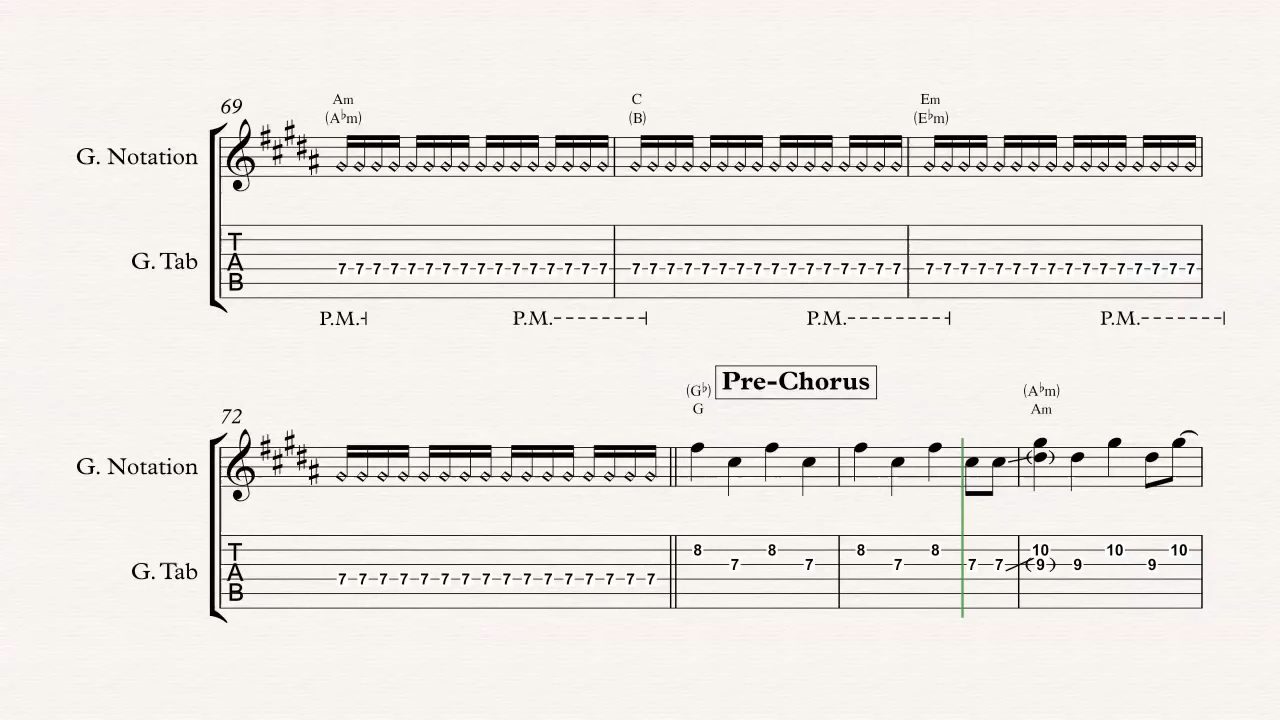 69
Am C Em
(A♭m) (B) (E♭m)
G. Notation
T
A
B
G. Tab
7 7 7 7 7 7 7 7 7 7 7 7 7 7 7 7 7 7 7 7 7 7 7 7 7 7 7 7 7 7 7 7 7 7 7 7 7 7 7 7 7 7 7 7 7 7 7 7
P.M. P.M. P.M. P.M.
Pre-Chorus
72
(G♭) (A♭m)
G Am
G. Notation
T
A
B
G. Tab
8 8 8 8 10 10 10
7 7 7 7 7 (9) 9 9
7 7 7 7 7 7 7 7 7 7 7 7 7 7 7 7